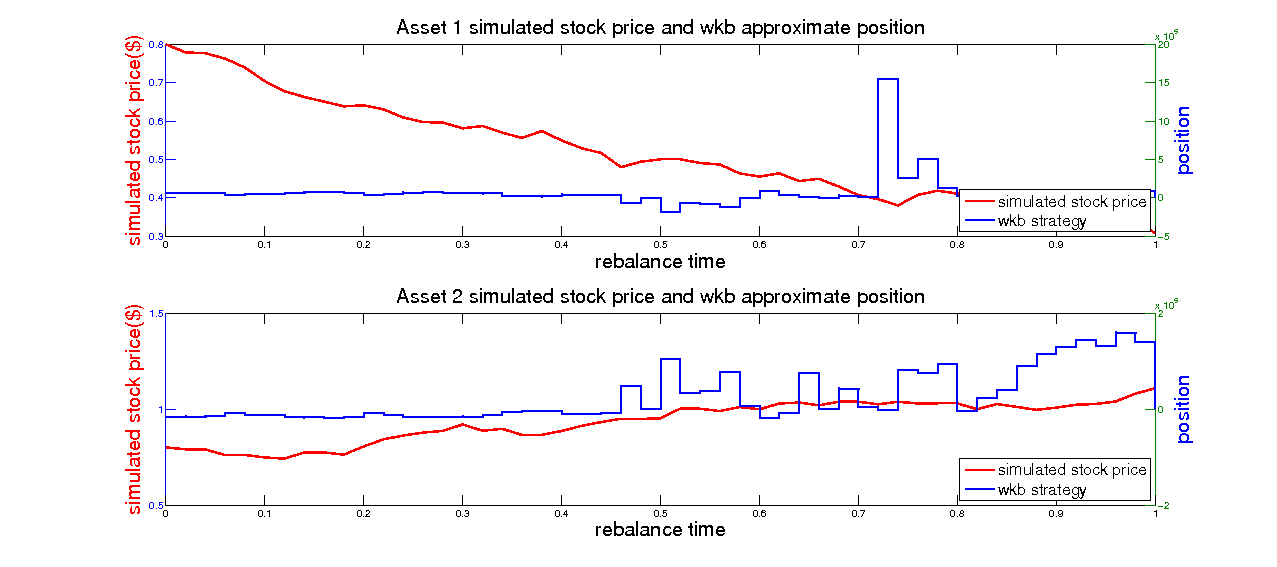 Asset 1 simulated stock price and wkb approximate position
x 10^5
simulated stock price($)
0.8
0.7
0.6
0.5
0.4
0.3
20
15
10
5
0
-5
position
simulated stock price
wkb strategy
0 0.1 0.2 0.3 0.4 0.5 0.6 0.7 0.8 0.9 1
rebalance time
Asset 2 simulated stock price and wkb approximate position
simulated stock price($)
1.5
1
0.5
2
0
-2
position
simulated stock price
wkb strategy
0 0.1 0.2 0.3 0.4 0.5 0.6 0.7 0.8 0.9 1
rebalance time